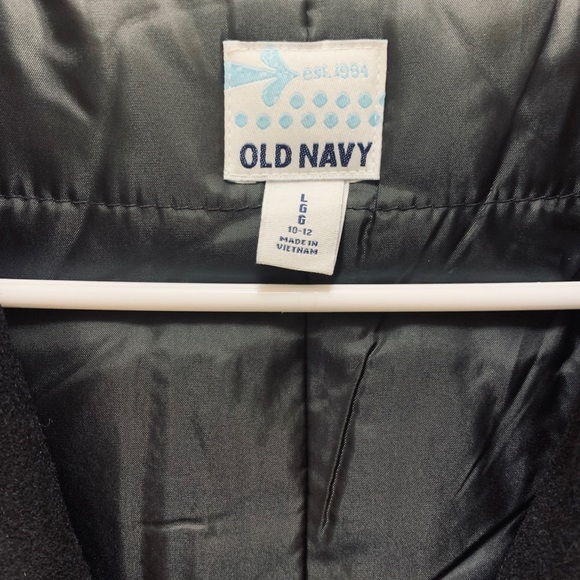 est. 1994
OLD NAVY
L
G
G
10-12
MADE IN
VIETNAM